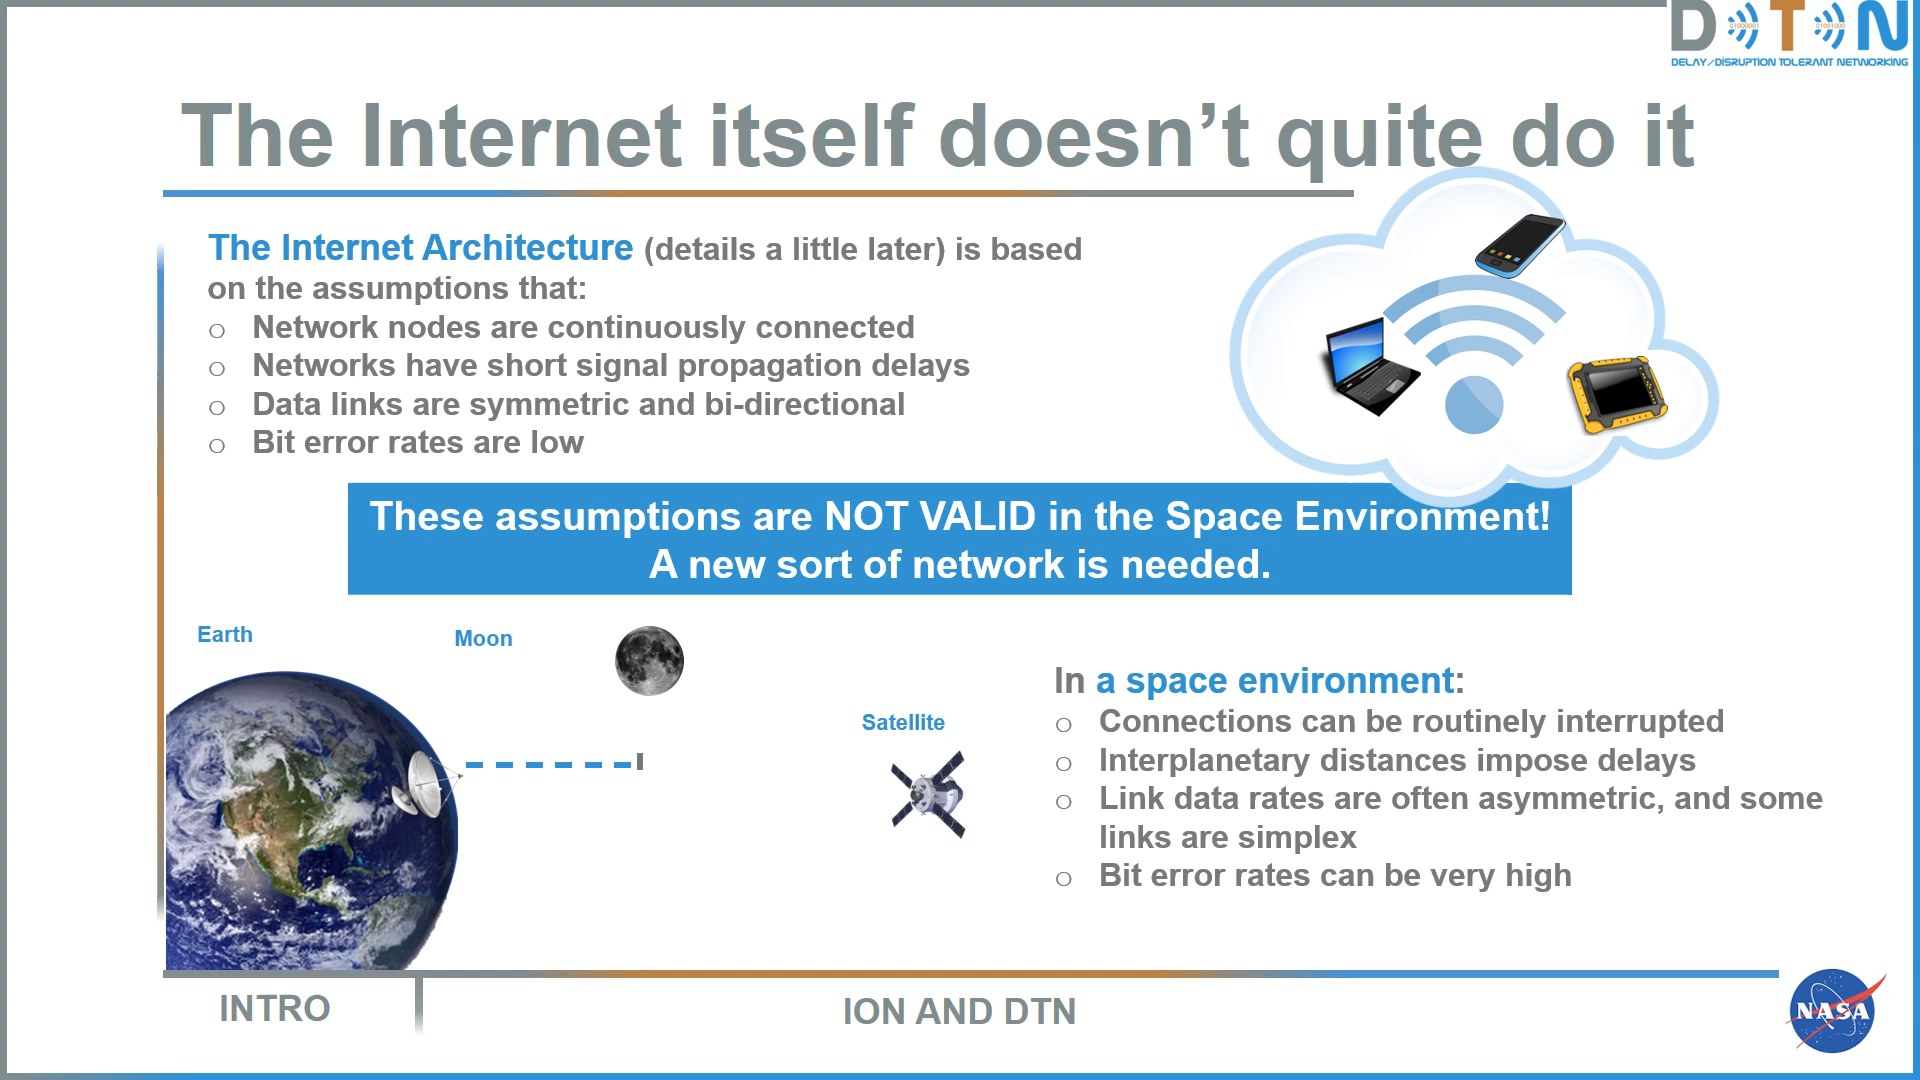 D T N
DELAY/DISRUPTION TOLERANT NETWORKING
The Internet itself doesn’t quite do it
The Internet Architecture (details a little later) is based
on the assumptions that:
o Network nodes are continuously connected
o Networks have short signal propagation delays
o Data links are symmetric and bi-directional
o Bit error rates are low
These assumptions are NOT VALID in the Space Environment!
A new sort of network is needed.
Earth
Moon
Satellite
In a space environment:
o Connections can be routinely interrupted
o Interplanetary distances impose delays
o Link data rates are often asymmetric, and some
links are simplex
o Bit error rates can be very high
INTRO
ION AND DTN
NASA